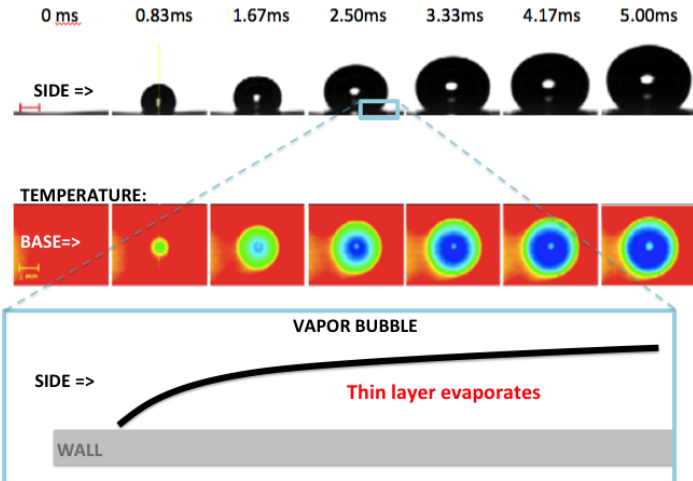 0 ms 0.83ms 1.67ms 2.50ms 3.33ms 4.17ms 5.00ms
SIDE =>
TEMPERATURE:
BASE=>
VAPOR BUBBLE
SIDE =>
Thin layer evaporates
WALL